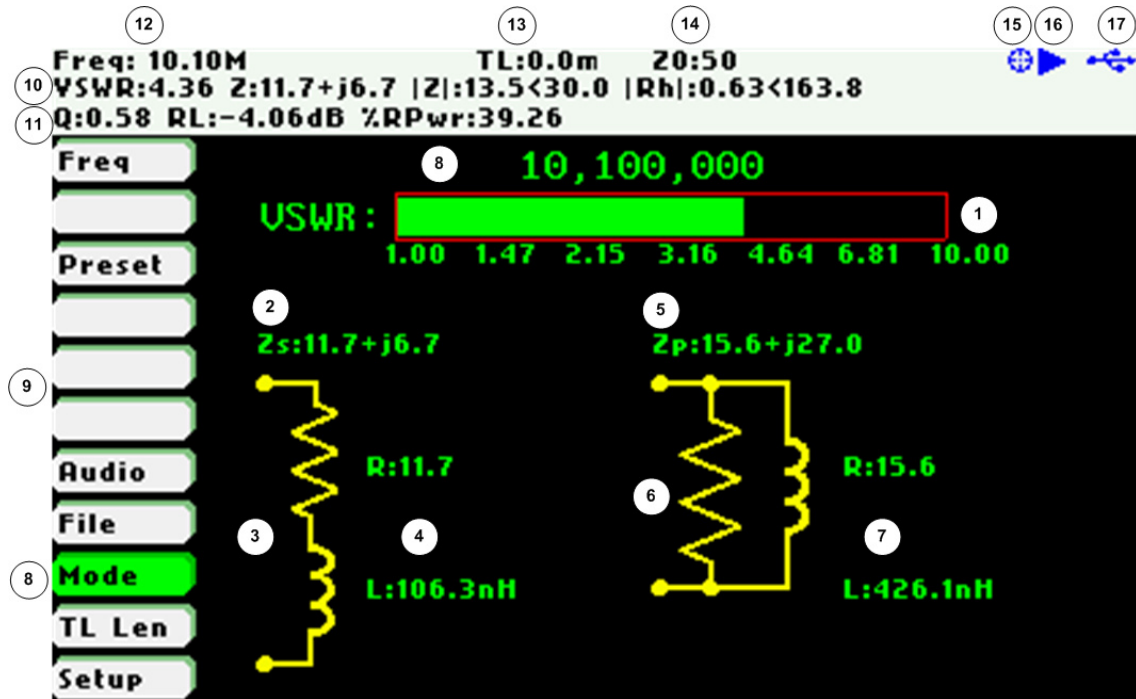 12 13 14 15 16 17
Freq: 10.10M TL:0.0m 20:50
10 VSWR:4.36 Z:11.7+j6.7 |Z|:13.5<30.0 |Rh|:0.63<163.8
11 Q:0.58 RL:-4.06dB %RPwr:39.26
Freq 8 10,100,000
VSWR: 1
Preset 1.00 1.47 2.15 3.16 4.64 6.81 10.00
2 5
Zs:11.7+j6.7 Zp:15.6+j27.0
9
Audio R:11.7 R:15.6
6
File 3 4 7
8 Mode L:106.3nH L:426.1nH
TL Len
Setup